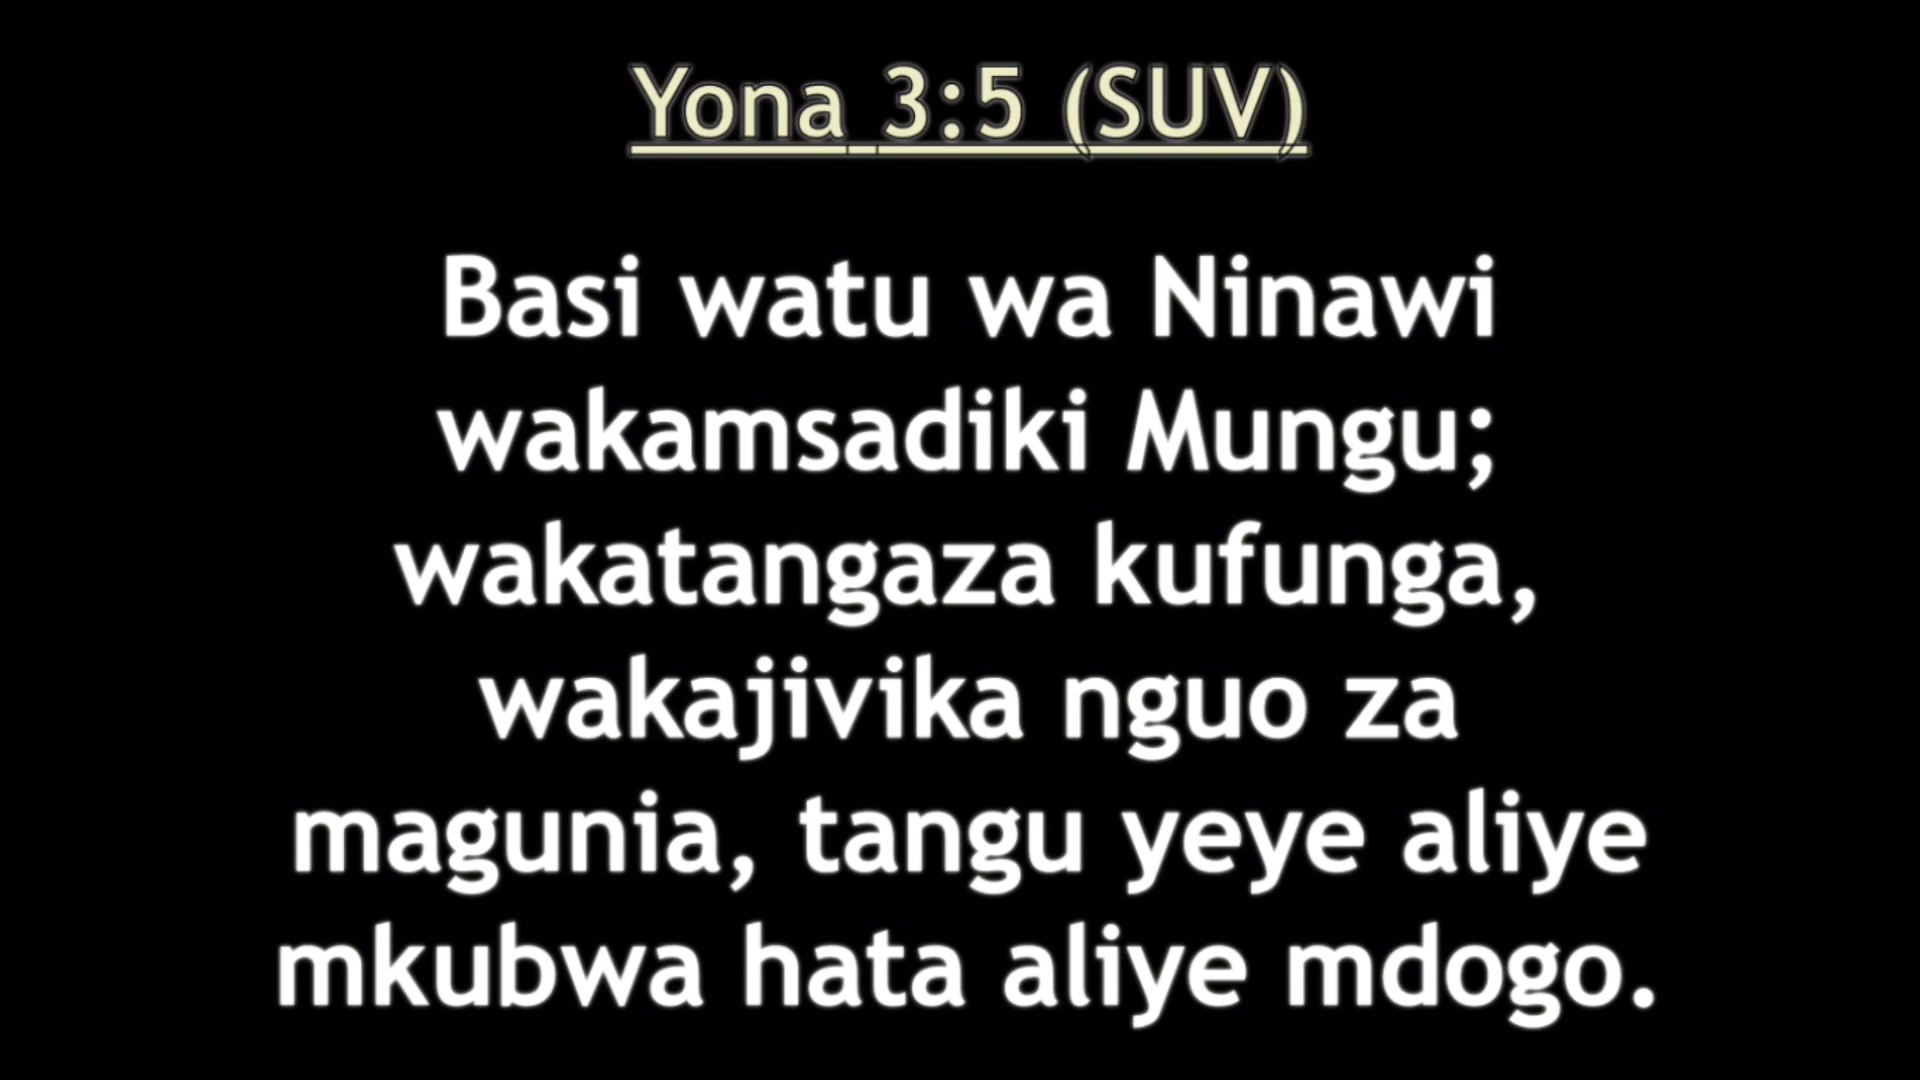 Yona 3:5 (SUV)
Basi watu wa Ninawi
wakamsadiki Mungu;
wakatangaza kufunga,
wakajivika nguo za
magunia, tangu yeye aliye
mkubwa hata aliye mdogo.